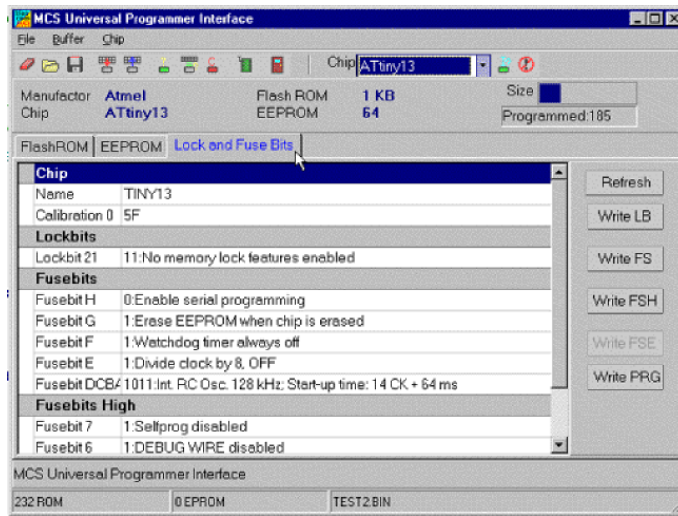 MCS Universal Programmer Interface
File Buffer Chip
Chip ATtiny13
Manufactor Atmel Flash ROM 1 KB Size
Chip ATtiny13 EEPROM 64 Programmed:185
FlashROM EEPROM Lock and Fuse Bits
Chip
Name TINY13
Refresh
Calibration 0 5F
Write LB
Lockbits
Lockbit 21 11:No memory lock features enabled
Write FS
Fusebits
Fusebit H 0:Enable serial programming
Write FSH
Fusebit G 1:Erase EEPROM when chip is erased
Fusebit F 1:Watchdog timer always off
Write FSE
Fusebit E 1:Divide clock by 8, OFF
Fusebit DCBA 1011:Int. RC Osc. 128 kHz; Start-up time: 14 CK + 64 ms
Write PRG
Fusebits High
Fusebit 7 1:Selfprog disabled
Fusebit 6 1:DEBUG WIRE disabled
MCS Universal Programmer Interface
232 ROM 0 EPROM TEST2.BIN